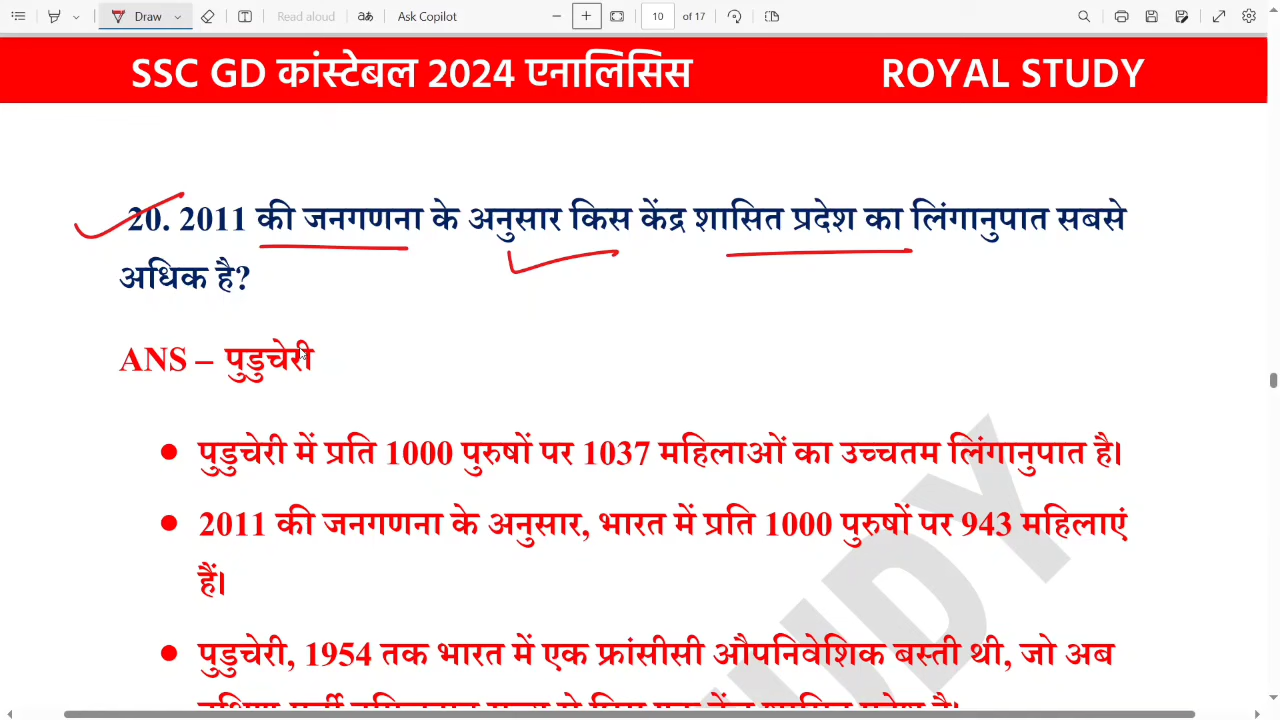 Draw
Read aloud
Ask Copilot
10 of 17
SSC GD कांस्टेबल 2024 एनालिसिस ROYAL STUDY
20. 2011 की जनगणना के अनुसार किस केंद्र शासित प्रदेश का लिंगानुपात सबसे
अधिक है?
ANS – पुडुचेरी
पुडुचेरी में प्रति 1000 पुरुषों पर 1037 महिलाओं का उच्चतम लिंगानुपात है।
2011 की जनगणना के अनुसार, भारत में प्रति 1000 पुरुषों पर 943 महिलाएं
हैं।
पुडुचेरी, 1954 तक भारत में एक फ्रांसीसी औपनिवेशिक बस्ती थी, जो अब
STUDY